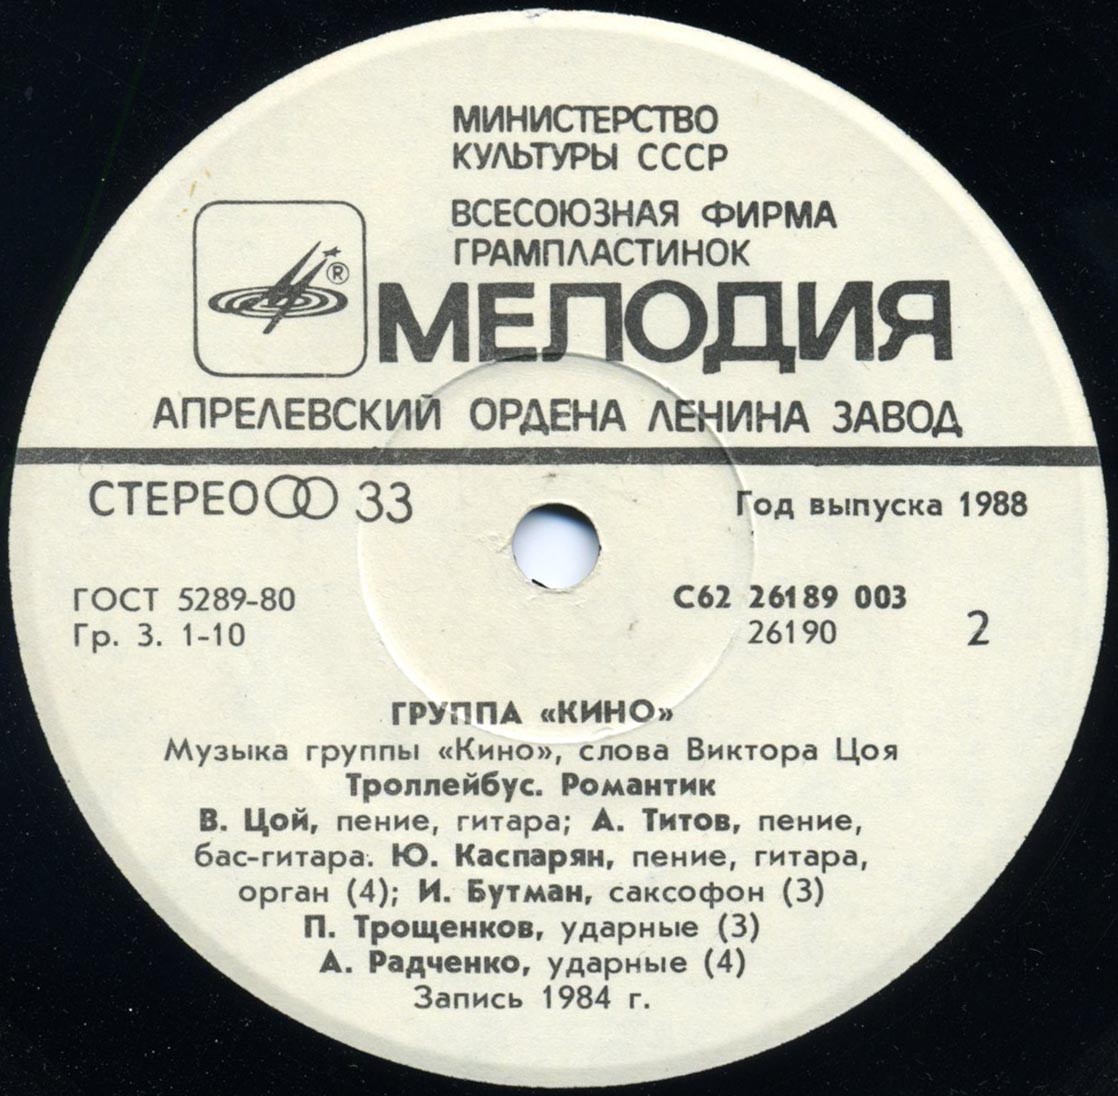 МИНИСТЕРСТВО
КУЛЬТУРЫ СССР
ВСЕСОЮЗНАЯ ФИРМА
ГРАМПЛАСТИНОК
®
МЕЛОДИЯ
АПРЕЛЕВСКИЙ ОРДЕНА ЛЕНИНА ЗАВОД
СТЕРЕО 33
Год выпуска 1988
ГОСТ 5289-80
Гр. 3. 1-10
С62 26189 003
26190
2
ГРУППА «КИНО»
Музыка группы «Кино», слова Виктора Цоя
Троллейбус. Романтик
В. Цой, пение, гитара; А. Титов, пение,
бас-гитара. Ю. Каспарян, пение, гитара,
орган (4); И. Бутман, саксофон (3)
П. Трощенков, ударные (3)
А. Радченко, ударные (4)
Запись 1984 г.